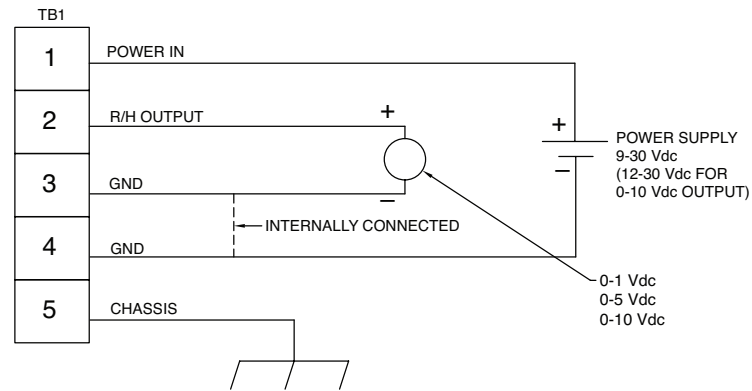 TB1
1
POWER IN
2
R/H OUTPUT
+
+
POWER SUPPLY
9-30 Vdc
(12-30 Vdc FOR
0-10 Vdc OUTPUT)
3
GND
–
–
INTERNALLY CONNECTED
4
GND
0-1 Vdc
0-5 Vdc
0-10 Vdc
5
CHASSIS